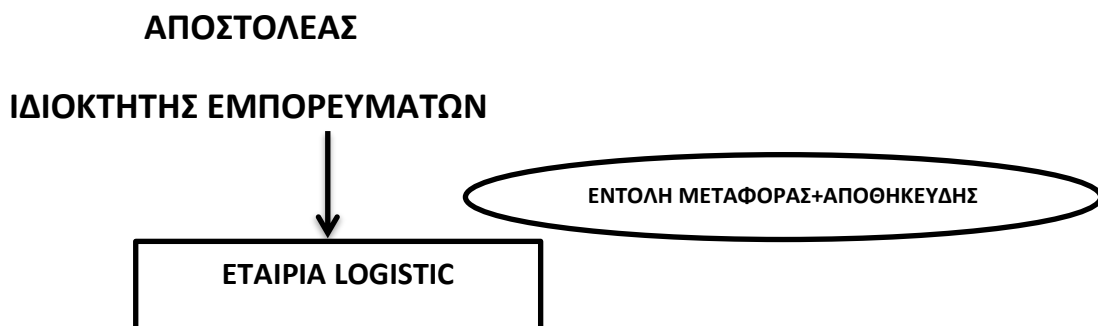 ΑΠΟΣΤΟΛΕΑΣ
ΙΔΙΟΚΤΗΤΗΣ ΕΜΠΟΡΕΥΜΑΤΩΝ
ΕΝΤΟΛΗ ΜΕΤΑΦΟΡΑΣ+ΑΠΟΘΗΚΕΥΔΗΣ
ΕΤΑΙΡΙΑ LOGISTIC